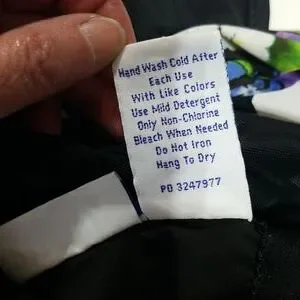 Hand Wash Cold After
Each Use
With Like Colors
Use Mild Detergent
Only Non-Chlorine
Bleach When Needed
Do Not Iron
Hang To Dry
PO 3247977